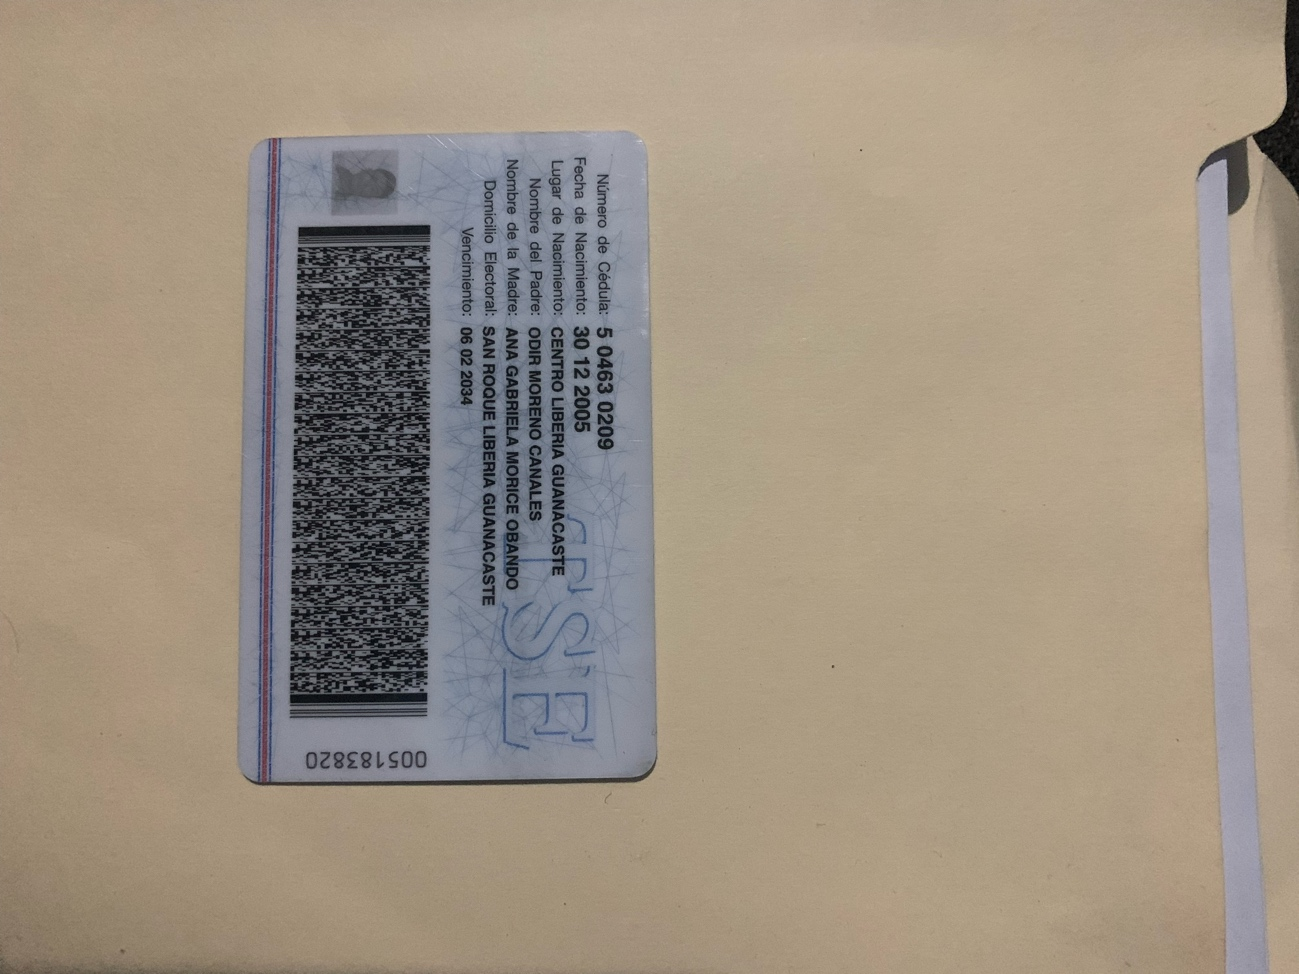 Número de Cédula: 5 0463 0209
Fecha de Nacimiento: 30 12 2005
Lugar de Nacimiento: CENTRO LIBERIA GUANACASTE
Nombre del Padre: ODIR MORENO CANALES
Nombre de la Madre: ANA GABRIELA MORICE OBANDO
Domicilio Electoral: SAN ROQUE LIBERIA GUANACASTE
Vencimiento: 06 02 2034
TSE
005183820